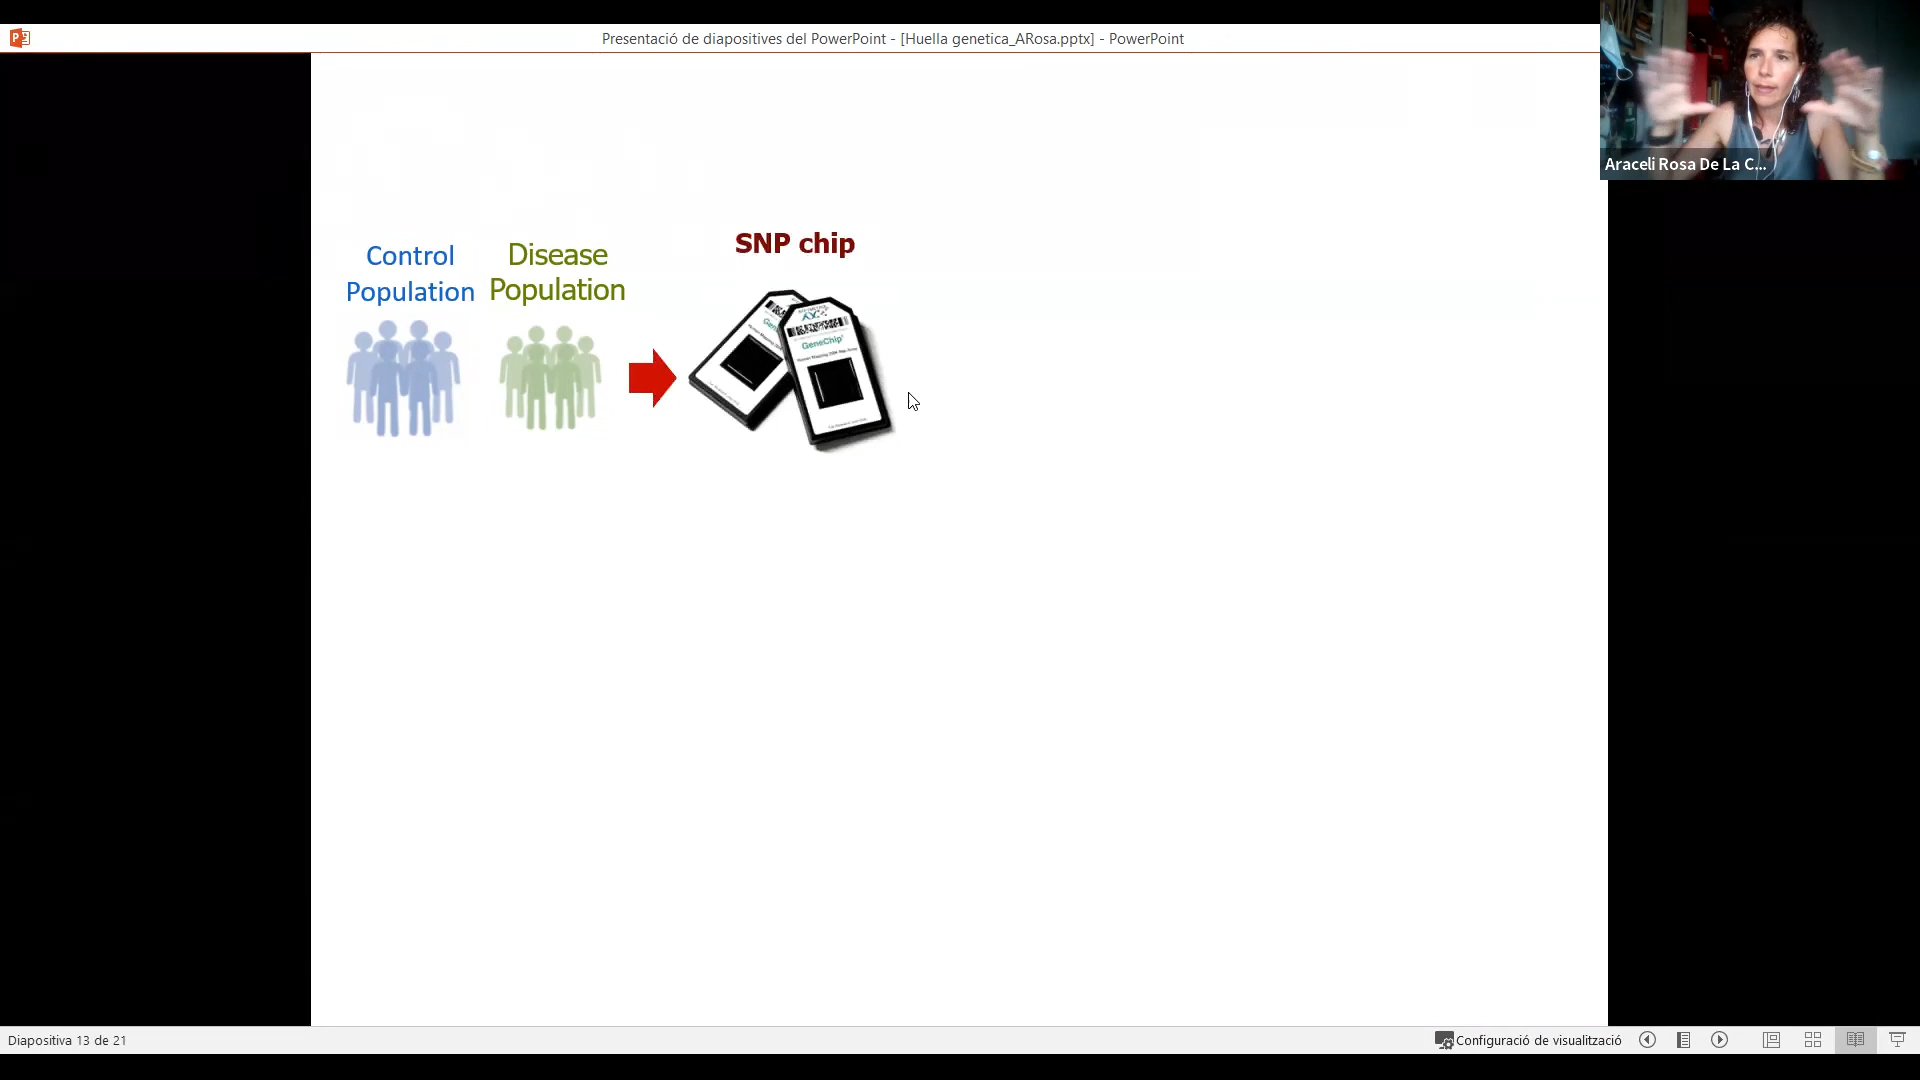 Presentació de diapositives del PowerPoint - [Huella genetica_ARosa.pptx] - PowerPoint
Araceli Rosa De La C...
SNP chip
Control
Population
Disease
Population
GeneChip
Diapositiva 13 de 21
Configuració de visualització